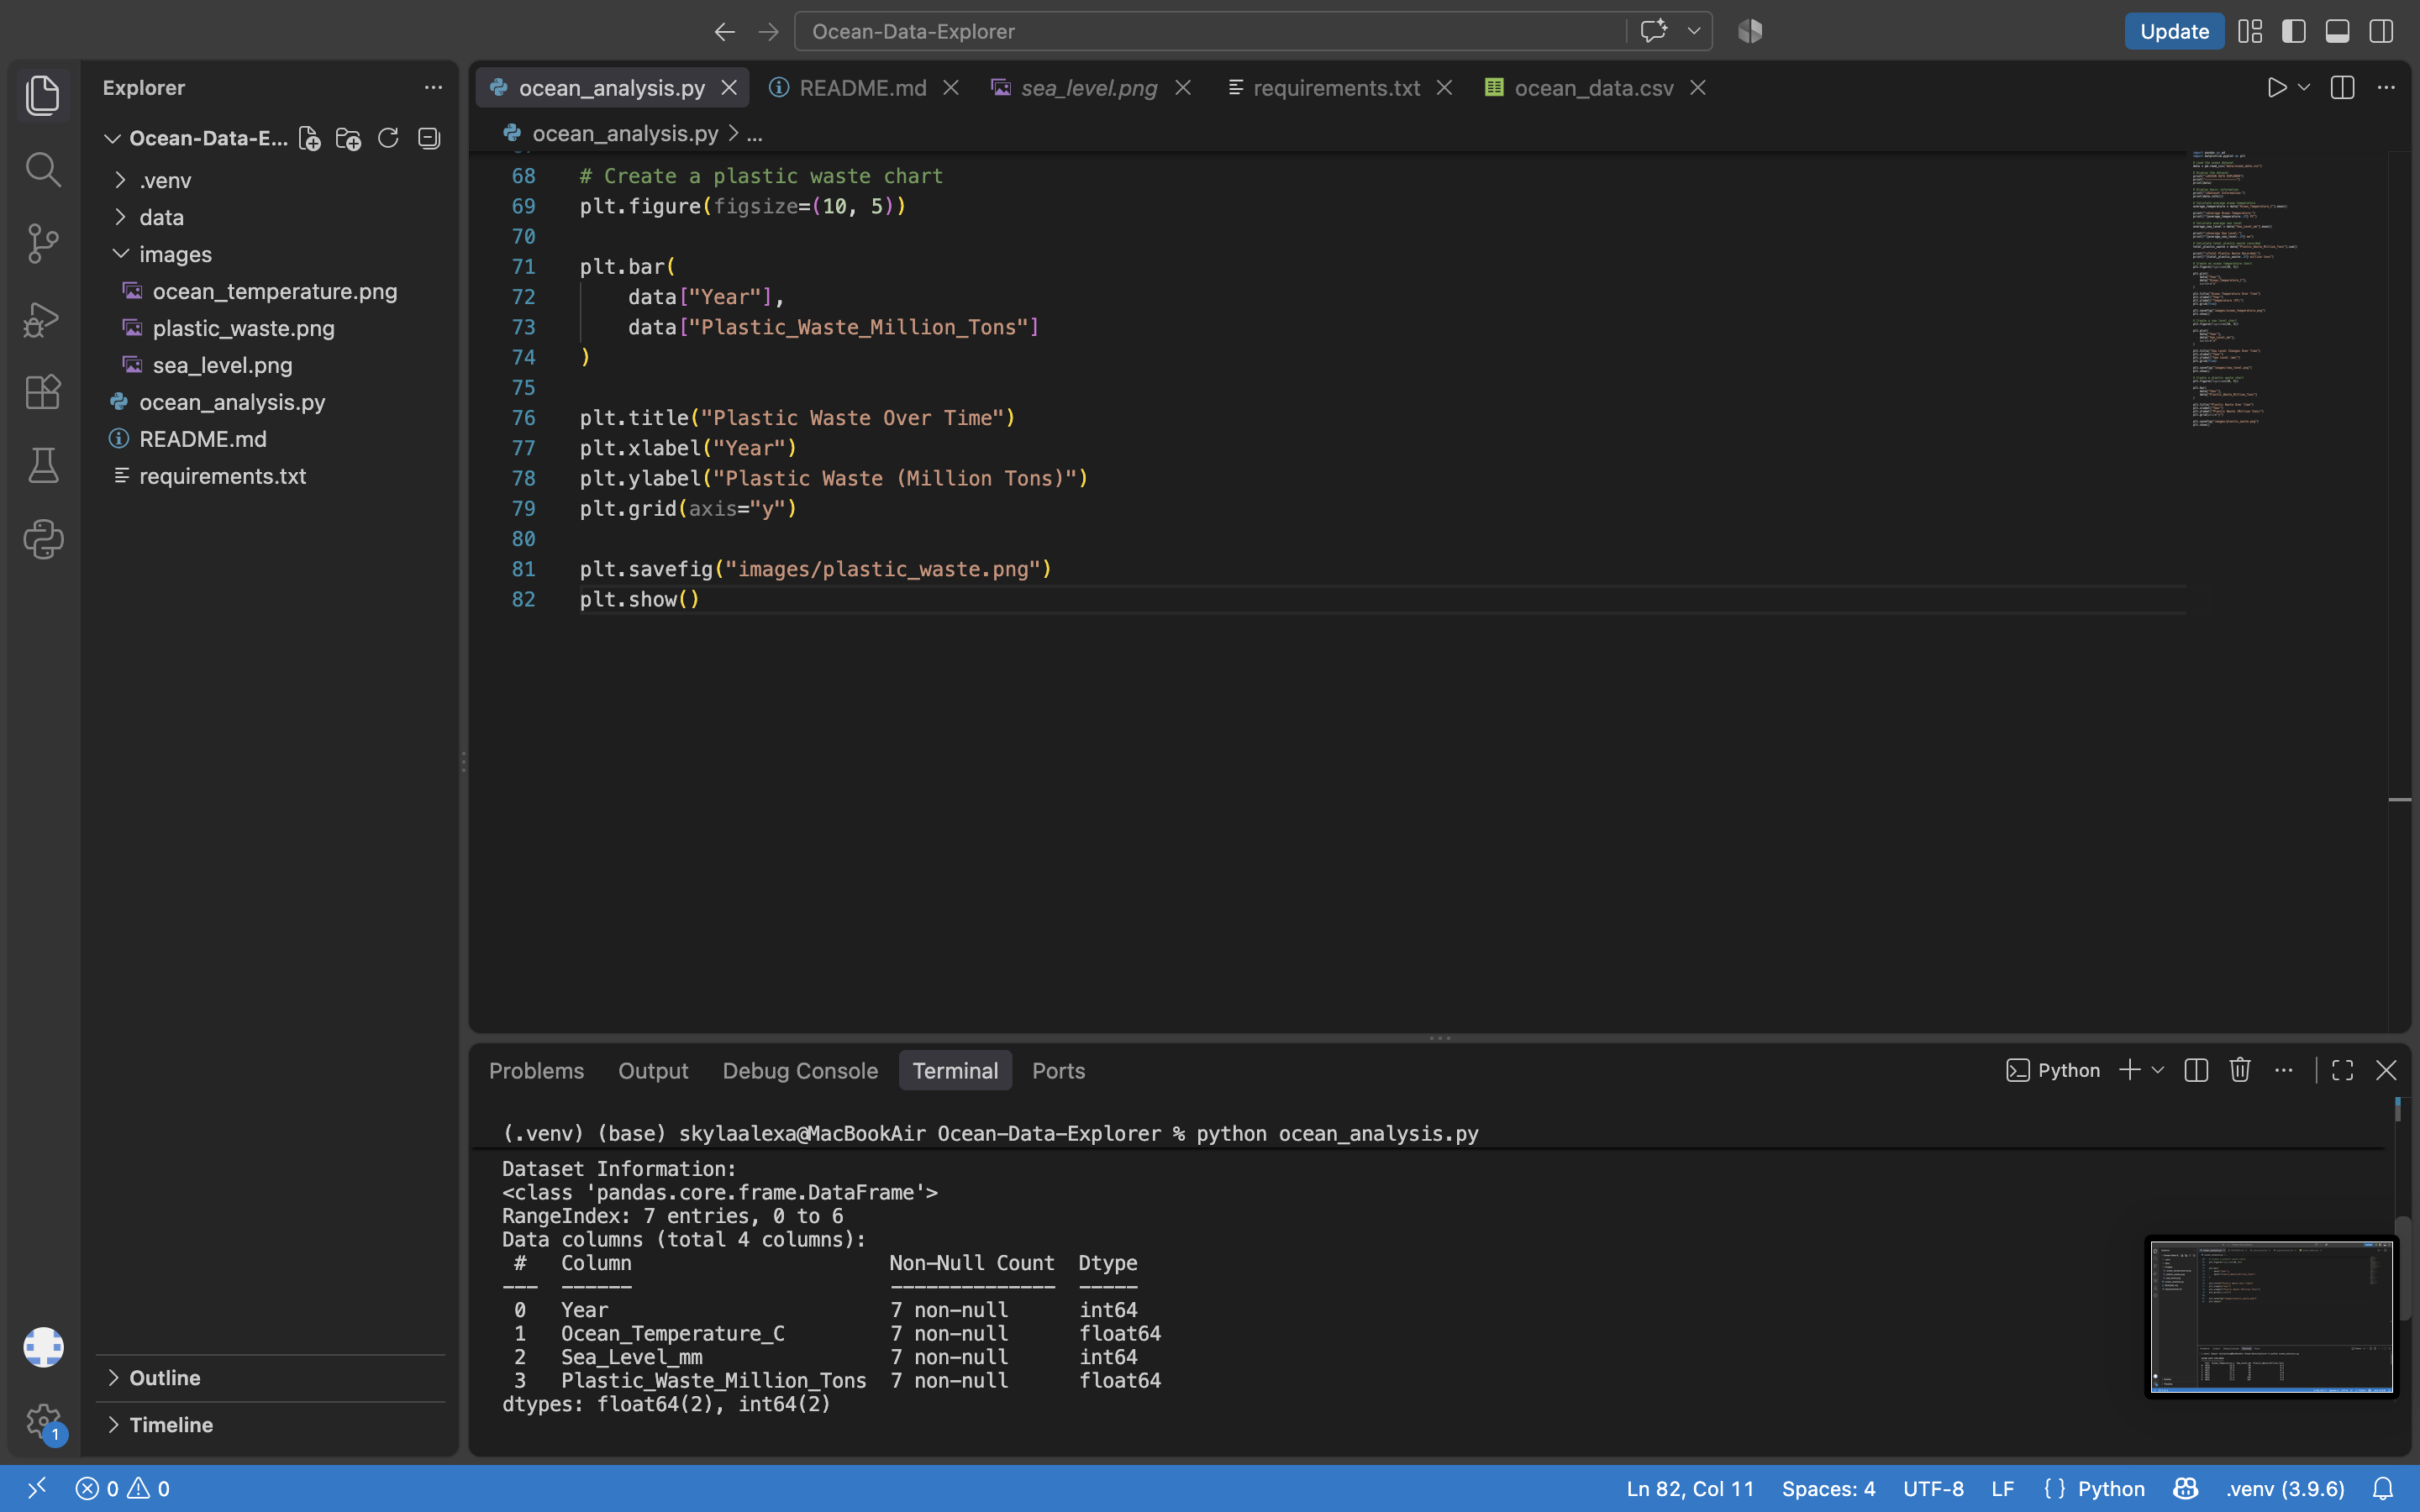 Ocean-Data-Explorer
Update
Explorer
Ocean-Data-E...
.venv
data
images
ocean_temperature.png
plastic_waste.png
sea_level.png
ocean_analysis.py
README.md
requirements.txt
Outline
Timeline
1
ocean_analysis.py
README.md
sea_level.png
requirements.txt
ocean_data.csv
ocean_analysis.py > ...
68 # Create a plastic waste chart
69 plt.figure(figsize=(10, 5))
70
71 plt.bar(
72     data["Year"],
73     data["Plastic_Waste_Million_Tons"]
74 )
75
76 plt.title("Plastic Waste Over Time")
77 plt.xlabel("Year")
78 plt.ylabel("Plastic Waste (Million Tons)")
79 plt.grid(axis="y")
80
81 plt.savefig("images/plastic_waste.png")
82 plt.show()
Problems Output Debug Console Terminal Ports
Python
(.venv) (base) skylaalexa@MacBookAir Ocean-Data-Explorer % python ocean_analysis.py
Dataset Information:
<class 'pandas.core.frame.DataFrame'>
RangeIndex: 7 entries, 0 to 6
Data columns (total 4 columns):
 #   Column                      Non-Null Count  Dtype
---  ------                      --------------  -----
 0   Year                        7 non-null      int64
 1   Ocean_Temperature_C         7 non-null      float64
 2   Sea_Level_mm                7 non-null      int64
 3   Plastic_Waste_Million_Tons  7 non-null      float64
dtypes: float64(2), int64(2)
0 0
Ln 82, Col 11 Spaces: 4 UTF-8 LF { } Python .venv (3.9.6)